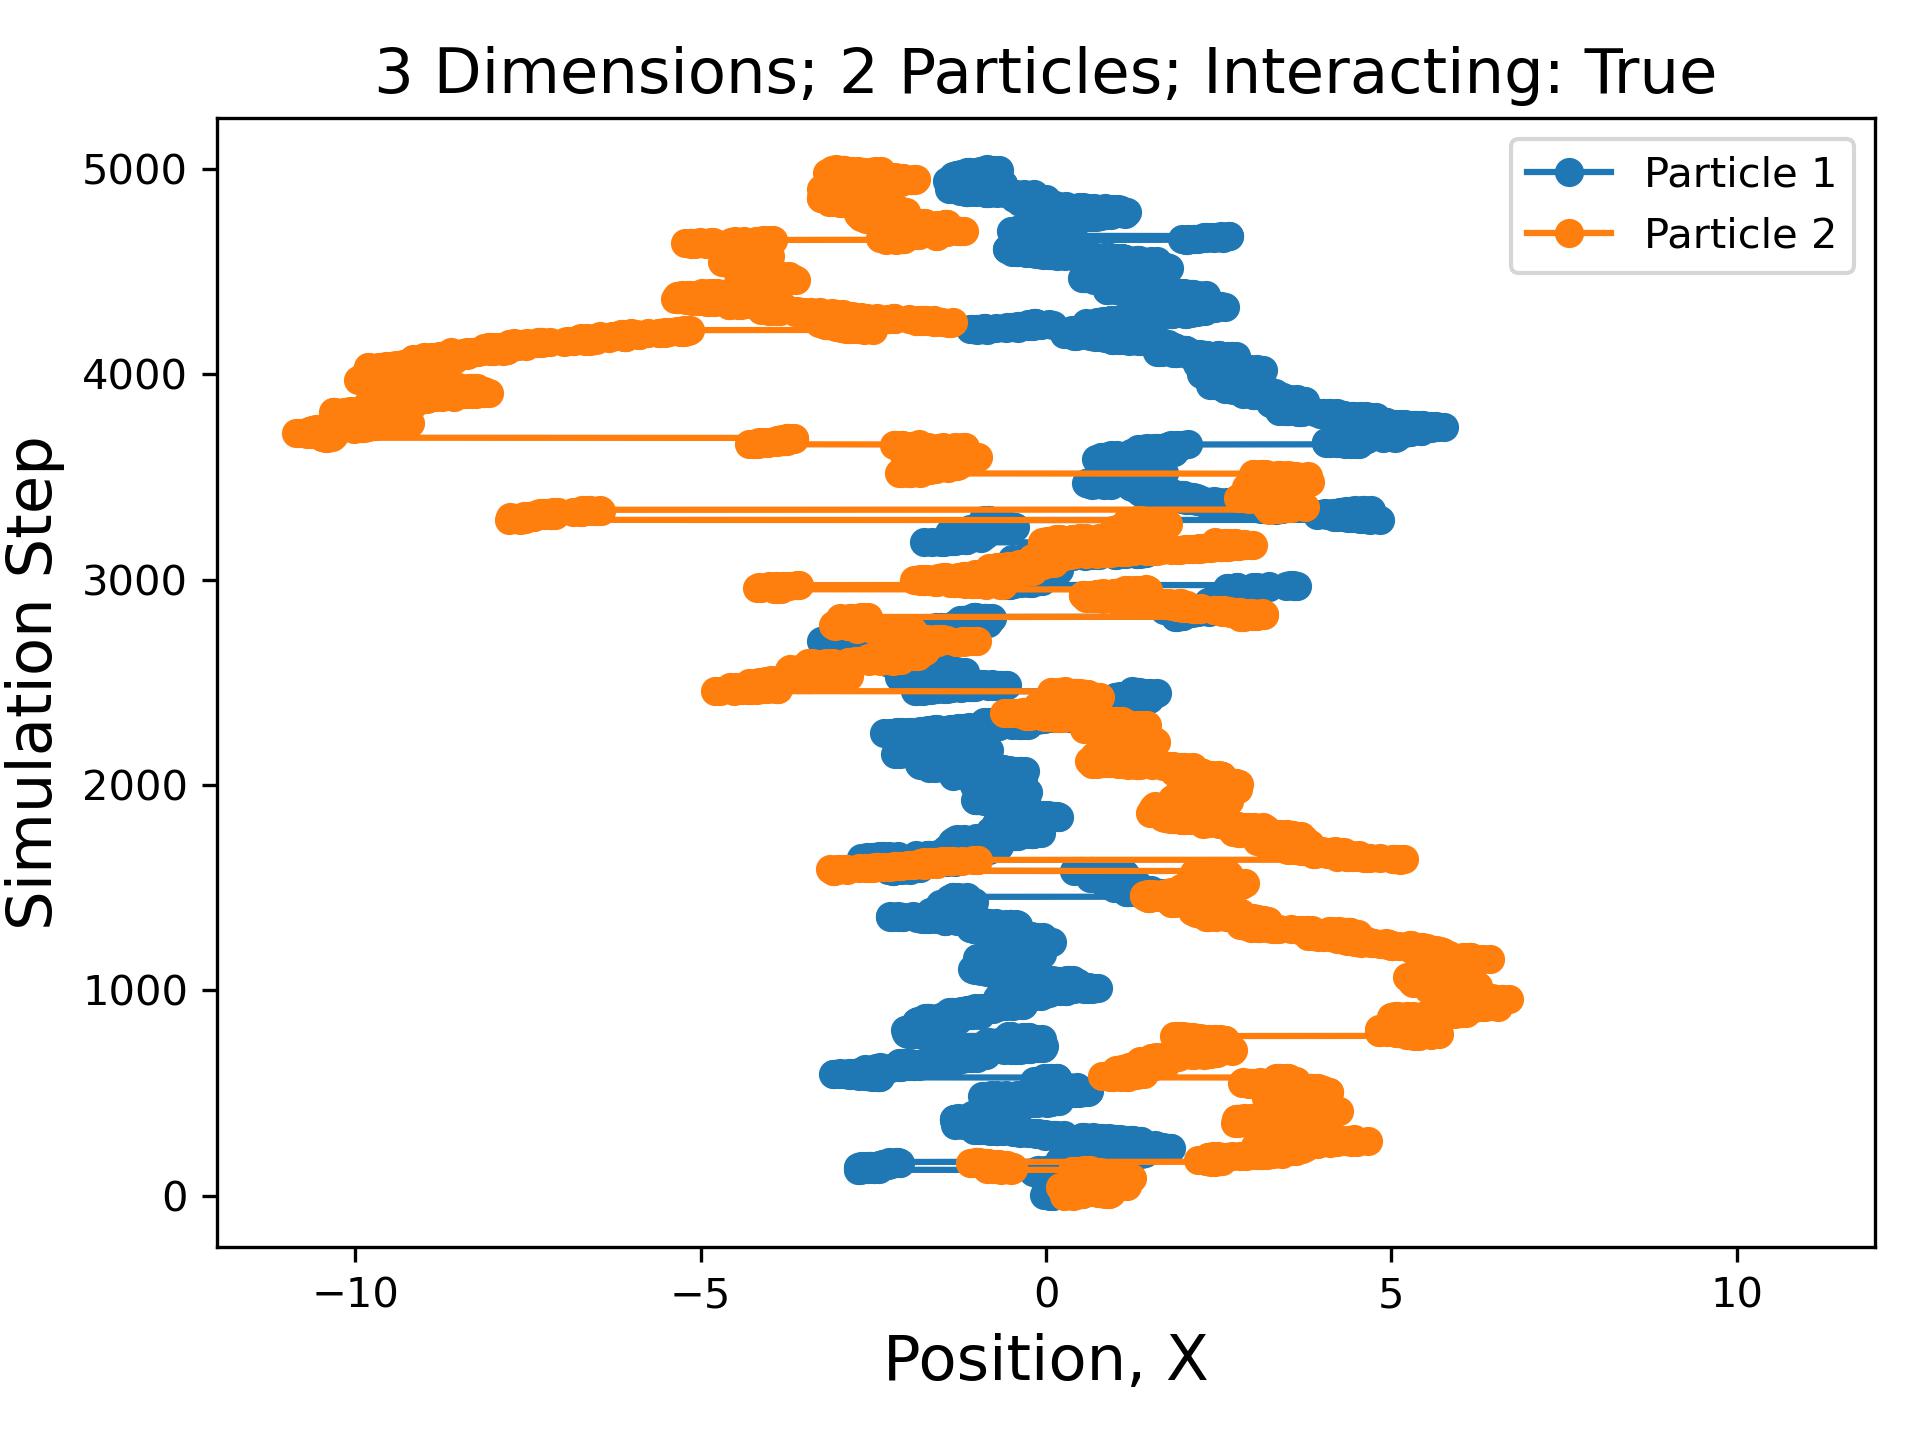 3 Dimensions; 2 Particles; Interacting: True
Particle 1
Particle 2
Simulation Step
5000
4000
3000
2000
1000
0
−10
−5
0
5
10
Position, X